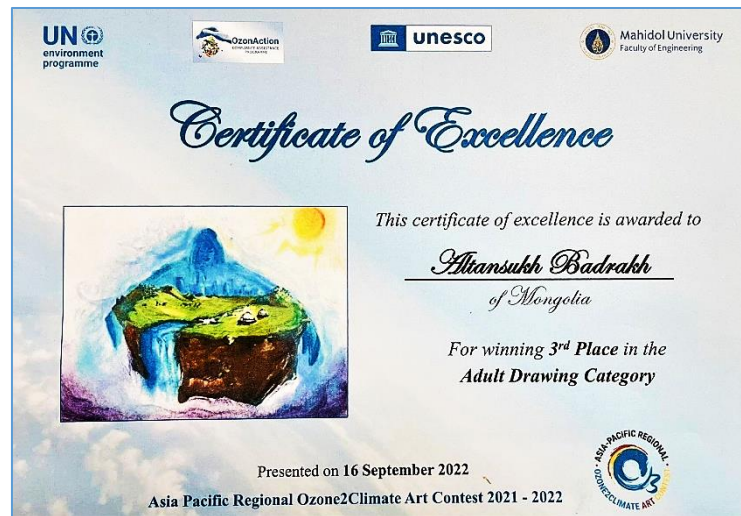 UN
environment
programme
OzonAction
unesco
Mahidol University
Faculty of Engineering
Certificate of Excellence
This certificate of excellence is awarded to
Altansukh Badrakh
of Mongolia
For winning 3rd Place in the
Adult Drawing Category
Presented on 16 September 2022
Asia Pacific Regional Ozone2Climate Art Contest 2021 - 2022
ASIA-PACIFIC REGIONAL
OZONE2CLIMATE ART CONTEST
O3